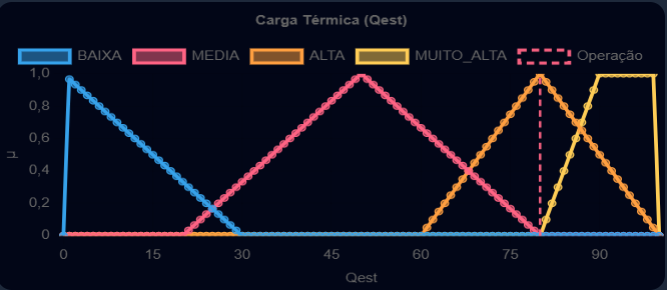 Carga Térmica (Qest)
BAIXA MEDIA ALTA MUITO_ALTA Operação
1,0
0,8
0,6
0,4
0,2
0
μ
0 15 30 45 60 75 90
Qest